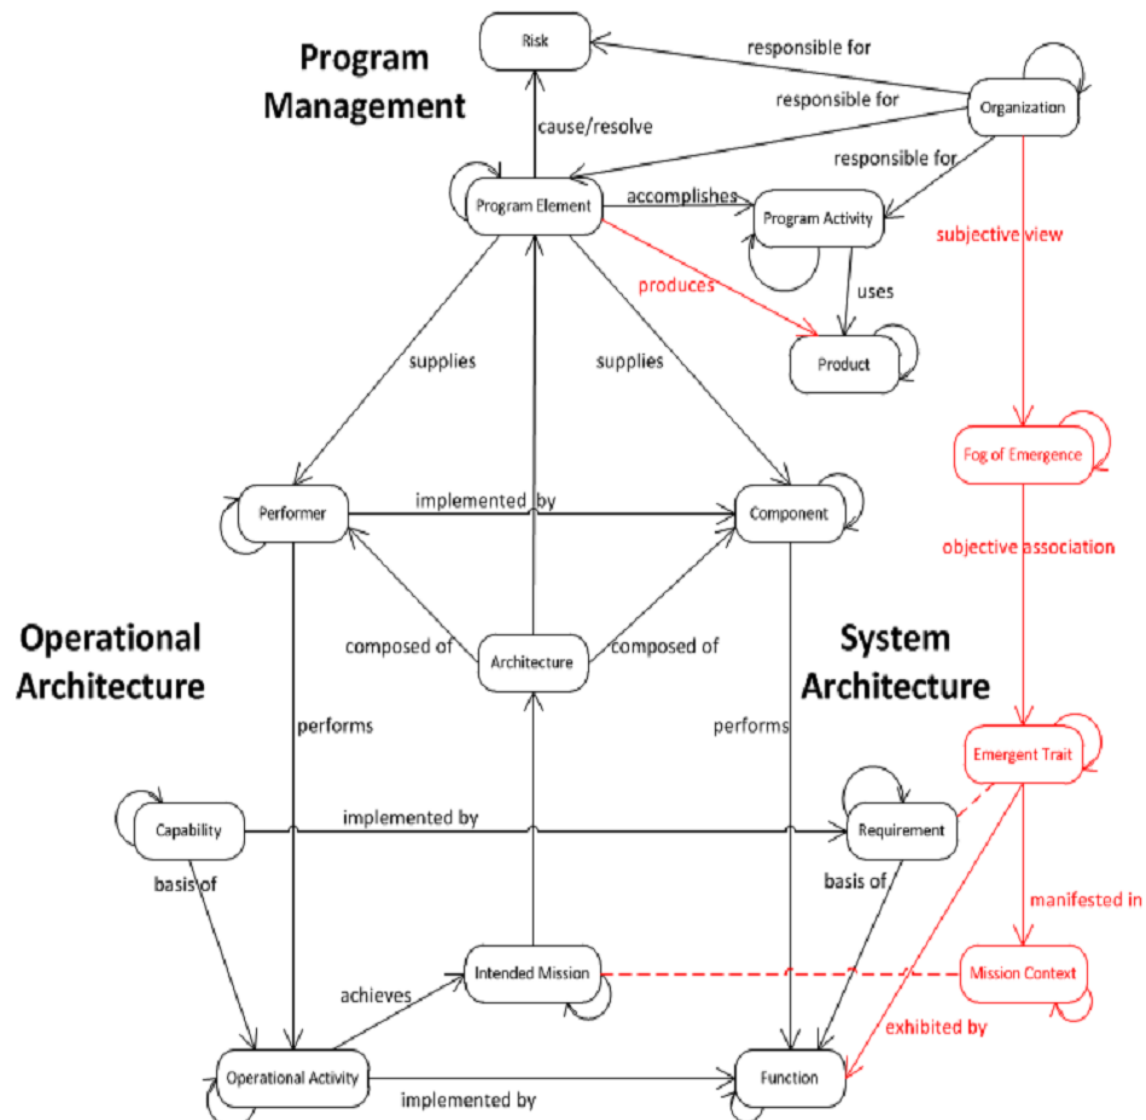 Program
Management
Risk
responsible for
Organization
responsible for
cause/resolve
responsible for
Program Element
accomplishes
Program Activity
subjective view
produces
uses
supplies
supplies
Product
Fog of Emergence
Performer
implemented by
Component
objective association
Operational
Architecture
System
Architecture
composed of
Architecture
composed of
performs
performs
Emergent Trait
Capability
implemented by
Requirement
basis of
basis of
manifested in
Intended Mission
Mission Context
achieves
exhibited by
Operational Activity
Function
implemented by